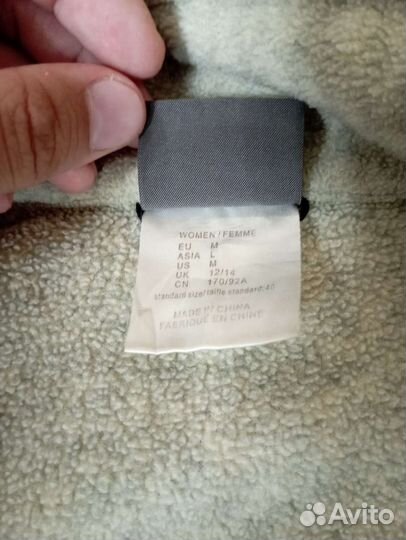 WOMEN / FEMME
EU M
ASIA L
US M
UK 12/14
CN 170/92A
standard size/taille standard: 40
MADE IN CHINA
FABRIQUE EN CHINE
Avito